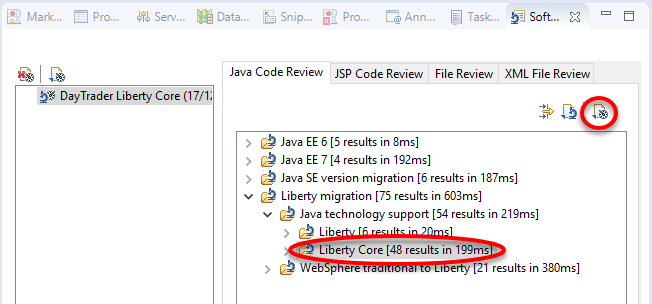 Mark... Pro... Serv... Data... Snip... Pro... Ann... Task... Soft...
Java Code Review JSP Code Review File Review XML File Review
DayTrader Liberty Core (17/12
Java EE 6 [5 results in 8ms]
Java EE 7 [4 results in 192ms]
Java SE version migration [6 results in 187ms]
Liberty migration [75 results in 603ms]
Java technology support [54 results in 219ms]
Liberty [6 results in 20ms]
Liberty Core [48 results in 199ms]
WebSphere traditional to Liberty [21 results in 380ms]